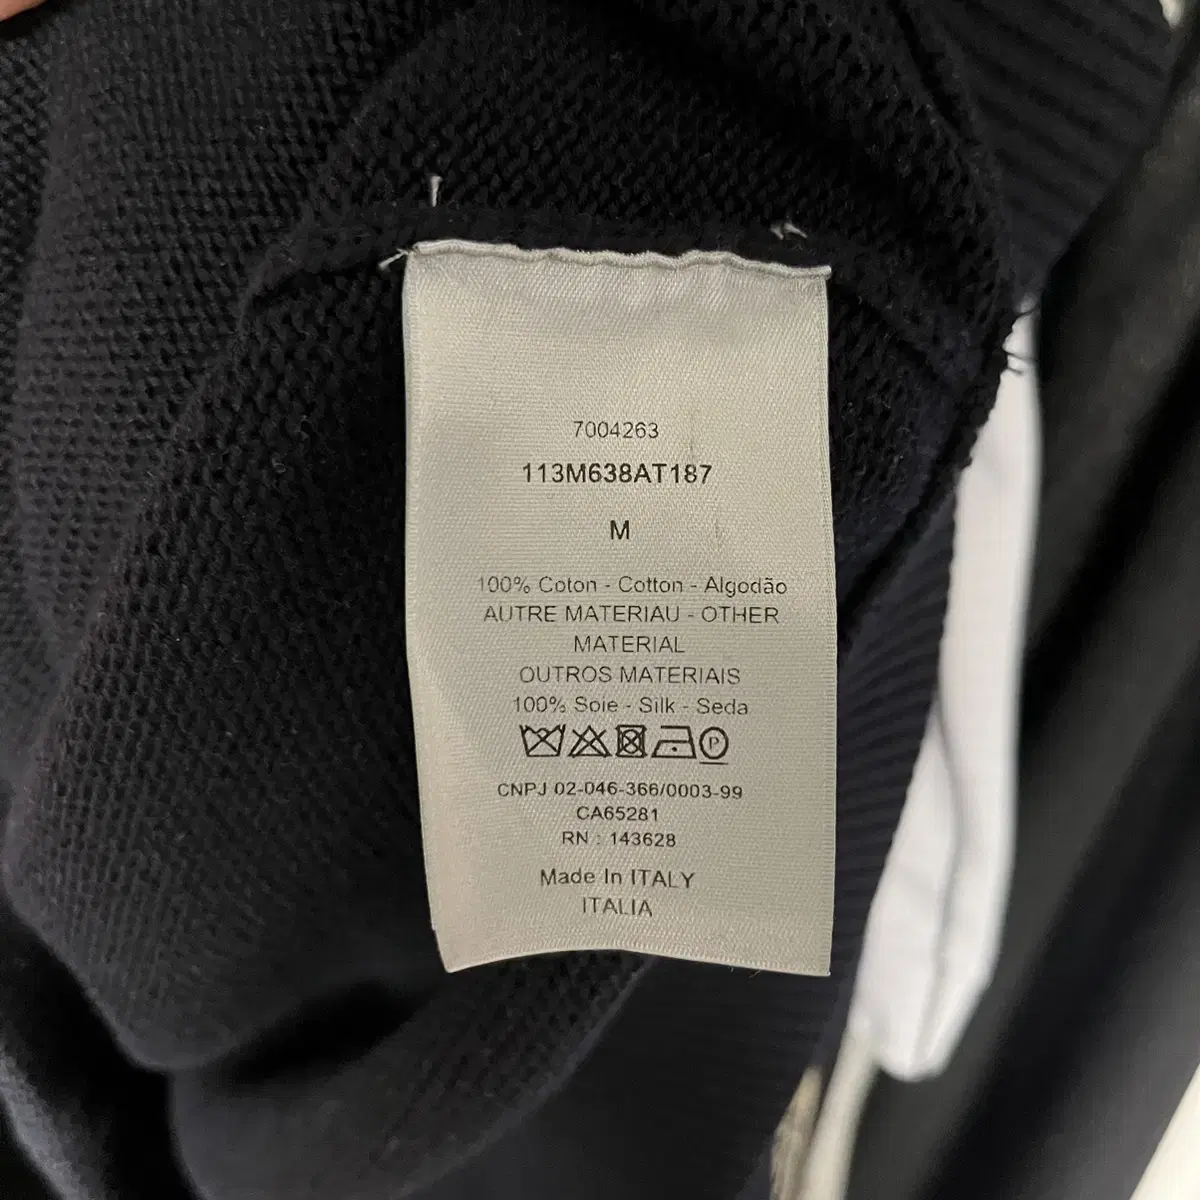 7004263
113M638AT187
M
100% Coton - Cotton - Algodão
AUTRE MATERIAU - OTHER
MATERIAL
OUTROS MATERIAIS
100% Soie - Silk - Seda
P
CNPJ 02-046-366/0003-99
CA65281
RN : 143628
Made In ITALY
ITALIA